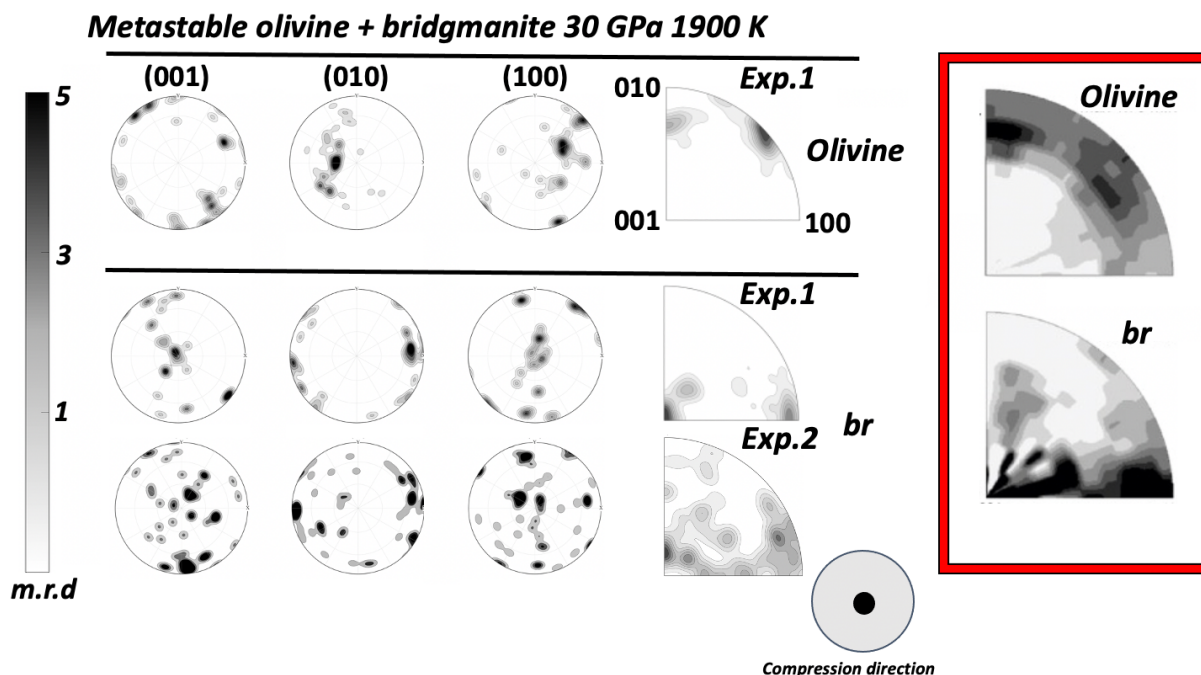 Metastable olivine + bridgmanite 30 GPa 1900 K
(001) (010) (100) Exp.1
5
3
1
m.r.d
010
Olivine
001 100
Exp.1
br
Exp.2
Olivine
br
Compression direction